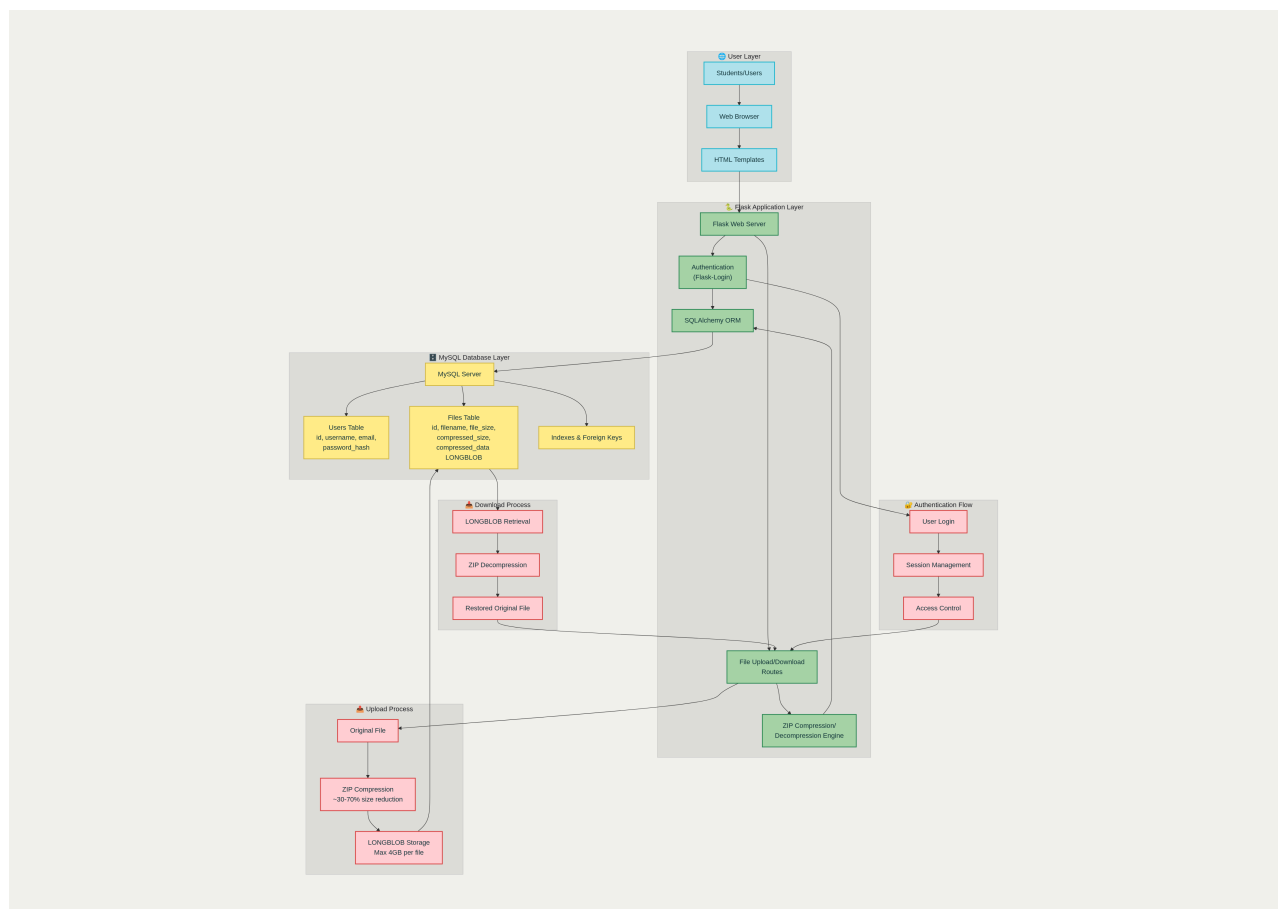 🌐 User Layer
Students/Users
Web Browser
HTML Templates
🐍 Flask Application Layer
Flask Web Server
Authentication
(Flask-Login)
SQLAlchemy ORM
🗄️ MySQL Database Layer
MySQL Server
Users Table
id, username, email,
password_hash
Files Table
id, filename, file_size,
compressed_size,
compressed_data
LONGBLOB
Indexes & Foreign Keys
📥 Download Process
LONGBLOB Retrieval
ZIP Decompression
Restored Original File
🔐 Authentication Flow
User Login
Session Management
Access Control
File Upload/Download
Routes
ZIP Compression/
Decompression Engine
📤 Upload Process
Original File
ZIP Compression
~30-70% size reduction
LONGBLOB Storage
Max 4GB per file